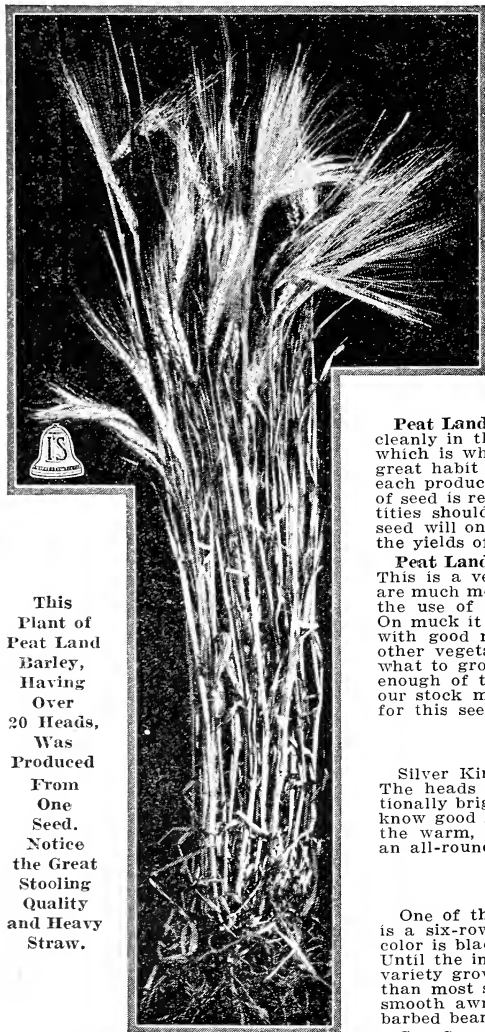 IS
This
Plant of
Peat Land
Barley,
Having
Over
20 Heads,
Was
Produced
From
One
Seed.
Notice
the Great
Stooling
Quality
and Heavy
Straw.
Peat Land
cleanly in th
which is wh
great habit
each produc
of seed is re
tities shoul
seed will on
the yields of
Peat Land
This is a ve
are much mo
the use of
On muck it
with good r
other vegeta
what to gro
enough of t
our stock m
for this see
Silver Kin
The heads
tionally brig
know good
the warm,
an all-round
One of th
is a six-row
color is blac
Until the in
variety grow
than most s
smooth awn
barbed bear